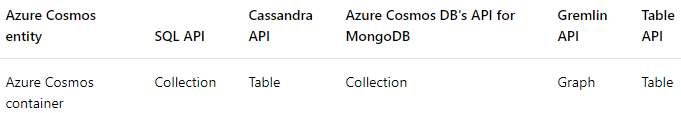 Azure Cosmos entity SQL API Cassandra API Azure Cosmos DB's API for MongoDB Gremlin API Table API
Azure Cosmos container Collection Table Collection Graph Table